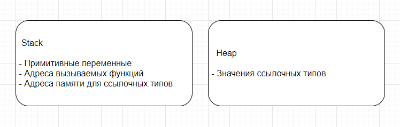 Stack
- Примитивные переменные
- Адреса вызываемых функций
- Адреса памяти для ссылочных типов
Heap
- Значения ссылочных типов